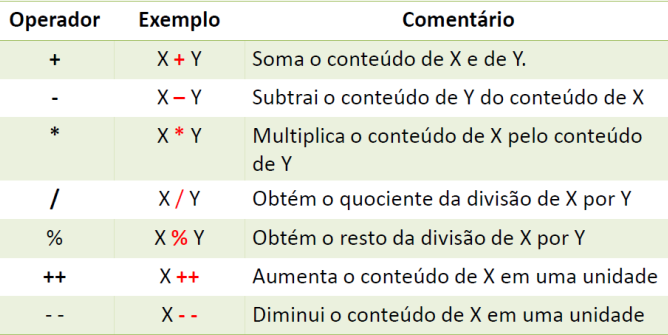 Operador Exemplo Comentário
+ X + Y Soma o conteúdo de X e de Y.
- X – Y Subtrai o conteúdo de Y do conteúdo de X
* X * Y Multiplica o conteúdo de X pelo conteúdo
de Y
/ X / Y Obtém o quociente da divisão de X por Y
% X % Y Obtém o resto da divisão de X por Y
++ X ++ Aumenta o conteúdo de X em uma unidade
- - X - - Diminui o conteúdo de X em uma unidade